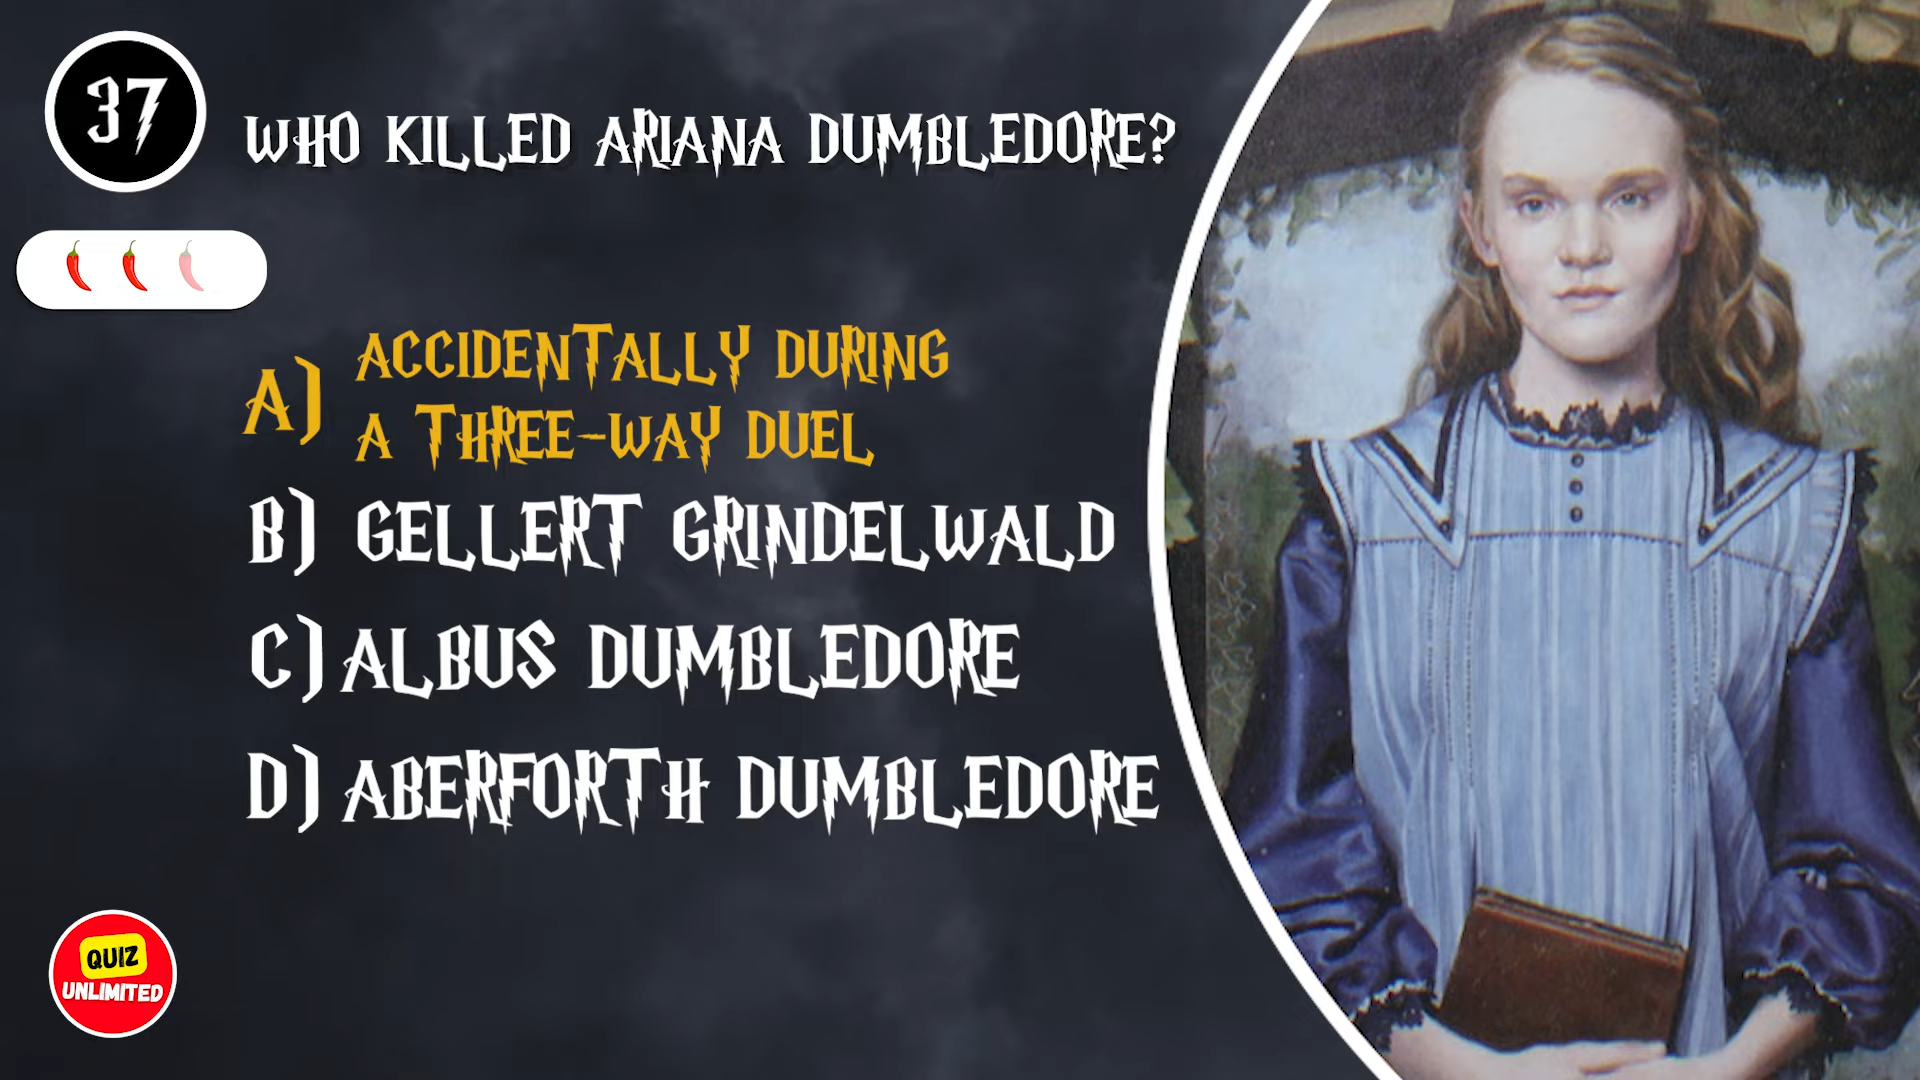 37
WHO KILLED ARIANA DUMBLEDORE?
A) ACCIDENTALLY DURING
A THREE-WAY DUEL
B) GELLERT GRINDELWALD
C) ALBUS DUMBLEDORE
D) ABERFORTH DUMBLEDORE
QUIZ
UNLIMITED